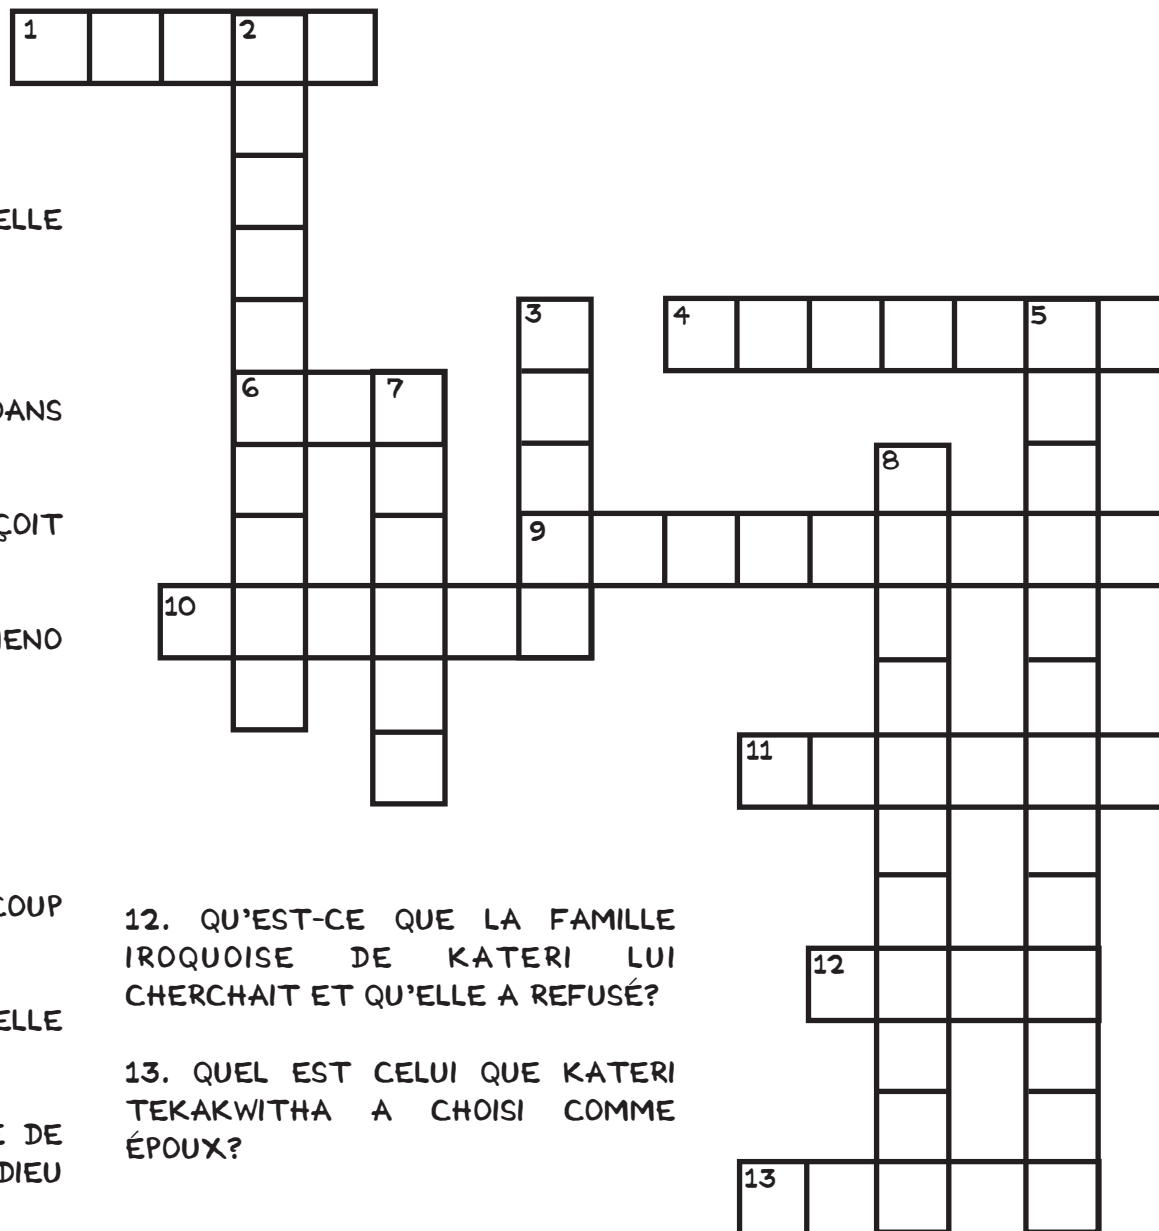 1
2
ELLE
3
4
5
6
7
DANS
8
ÇOIT
9
10
ENO
11
COUP
12. QU'EST-CE QUE LA FAMILLE
IROQUOISE DE KATERI LUI
CHERCHAIT ET QU'ELLE A REFUSÉ?
12
ELLE
13. QUEL EST CELUI QUE KATERI
TEKAKWITHA A CHOISI COMME
ÉPOUX?
E DE
DIEU
13